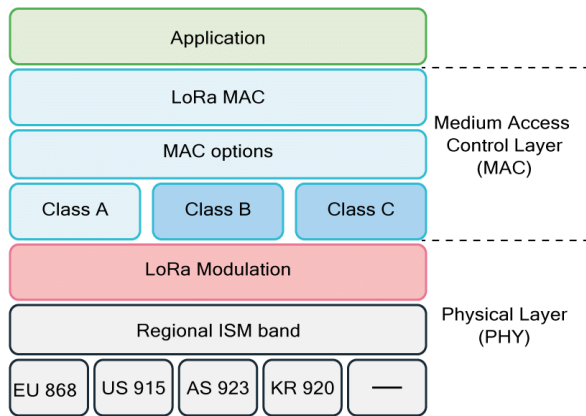 Application
LoRa MAC
MAC options
Class A
Class B
Class C
Medium Access
Control Layer
(MAC)
LoRa Modulation
Regional ISM band
EU 868
US 915
AS 923
KR 920
—
Physical Layer
(PHY)